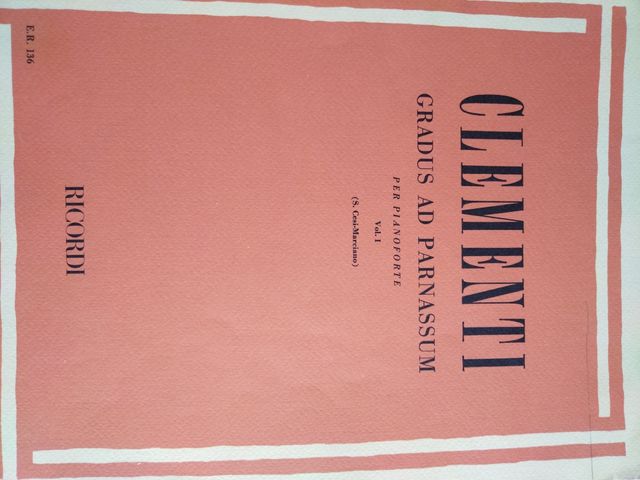 CLEMENTI
GRADUS AD PARNASSUM
PER PIANOFORTE
Vol. I
(S. Cesi-Marciano)
RICORDI
E.R. 136